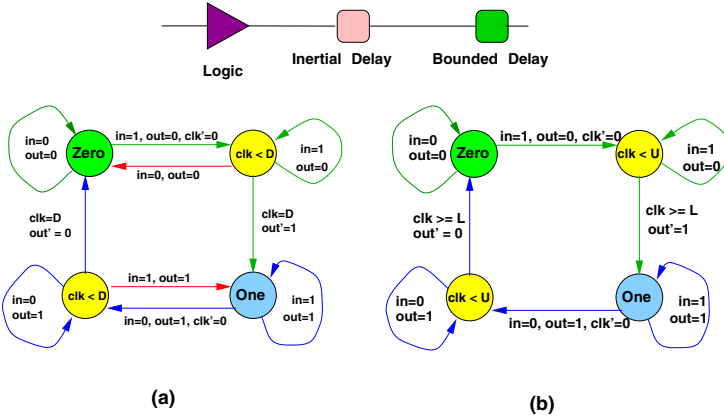 Logic
Inertial Delay
Bounded Delay
in=0
out=0
Zero
in=1, out=0, clk'=0
in=0, out=0
clk < D
in=1
out=0
clk=D
out' = 0
clk=D
out'=1
in=0
out=1
clk < D
in=1, out=1
in=0, out=1, clk'=0
One
in=1
out=1
(a)
in=0
out=0
Zero
in=1, out=0, clk'=0
clk < U
in=1
out=0
clk >= L
out' = 0
clk >= L
out'=1
in=0
out=1
clk < U
in=0, out=1, clk'=0
One
in=1
out=1
(b)